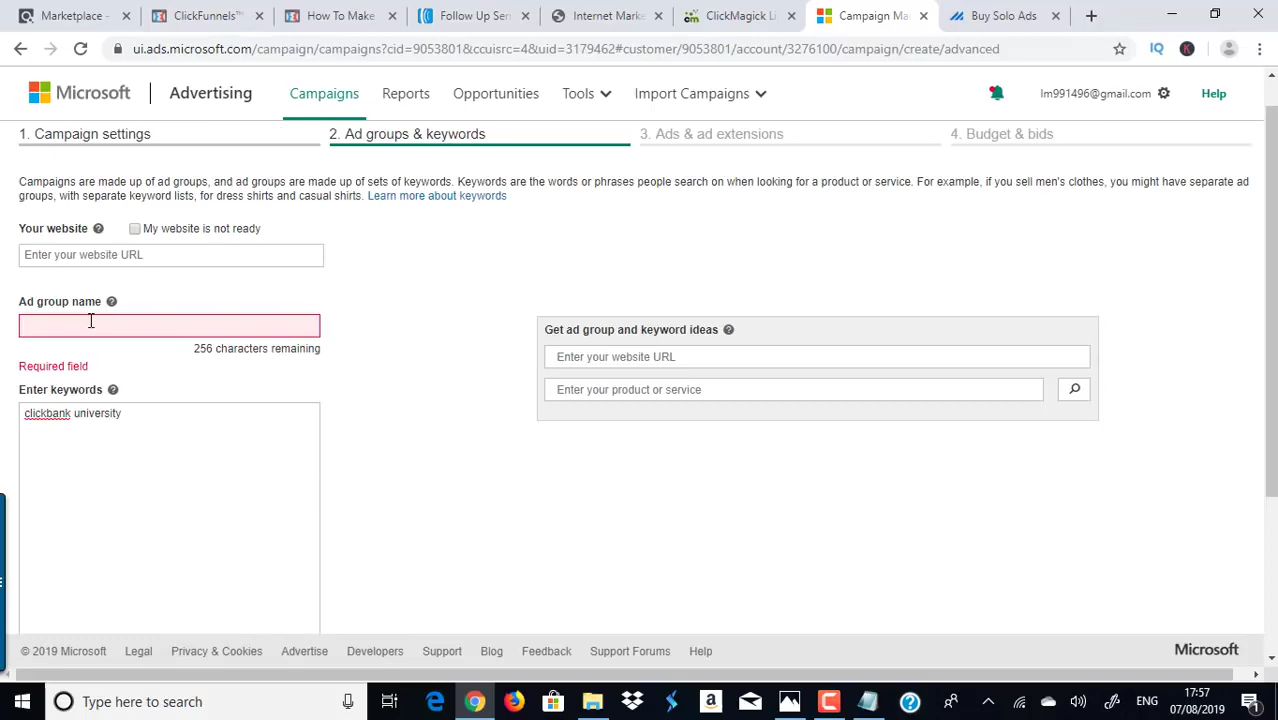 Marketplace -
ClickFunnels™
How To Make
Follow Up Ser
Internet Marke
ClickMagick Li
Campaign Ma
Buy Solo Ads
ui.ads.microsoft.com/campaign/campaigns?cid=9053801&ccuisrc=4&uid=3179462#customer/9053801/account/3276100/campaign/create/advanced
Microsoft
Advertising
Campaigns
Reports
Opportunities
Tools
Import Campaigns
lm991496@gmail.com
Help
1. Campaign settings
2. Ad groups & keywords
3. Ads & ad extensions
4. Budget & bids
Campaigns are made up of ad groups, and ad groups are made up of sets of keywords. Keywords are the words or phrases people search on when looking for a product or service. For example, if you sell men's clothes, you might have separate ad
groups, with separate keyword lists, for dress shirts and casual shirts. Learn more about keywords
Your website
My website is not ready
Enter your website URL
Ad group name
256 characters remaining
Required field
Get ad group and keyword ideas
Enter your website URL
Enter your product or service
Enter keywords
clickbank university
© 2019 Microsoft
Legal
Privacy & Cookies
Advertise
Developers
Support
Blog
Feedback
Support Forums
Help
Microsoft
Type here to search
ENG
17:57
07/08/2019